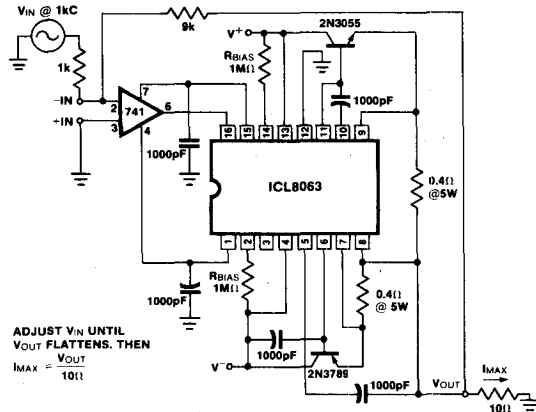 VIN @ 1kC
9k
V+
2N3055
1k
RBIAS
1MΩ
1000pF
−IN
+IN
2
3
741
7
4
6
1000pF
16
15
14
13
12
11
10
9
ICL8063
0.4Ω
@5W
1
2
3
4
5
6
7
8
1000pF
RBIAS
1MΩ
0.4Ω
@ 5W
1000pF
V−
2N3789
1000pF
VOUT
IMAX
10Ω
ADJUST VIN UNTIL
VOUT FLATTENS. THEN
IMAX = VOUT
10Ω